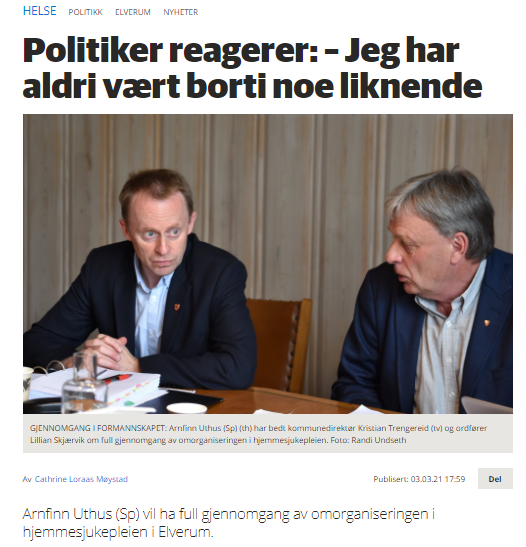 HELSE POLITIKK ELVERUM NYHETER
Politiker reagerer: – Jeg har
aldri vært borti noe liknende
GJENNOMGANG I FORMANNSKAPET: Arnfinn Uthus (Sp) (th) har bedt kommunedirektør Kristian Trengereid (tv) og ordfører
Lillian Skjærvik om full gjennomgang av omorganiseringen i hjemmesjukepleien. Foto: Randi Undseth
Av Cathrine Loraas Møystad Publisert: 03.03.21 17:59 Del
Arnfinn Uthus (Sp) vil ha full gjennomgang av omorganiseringen i
hjemmesjukepleien i Elverum.